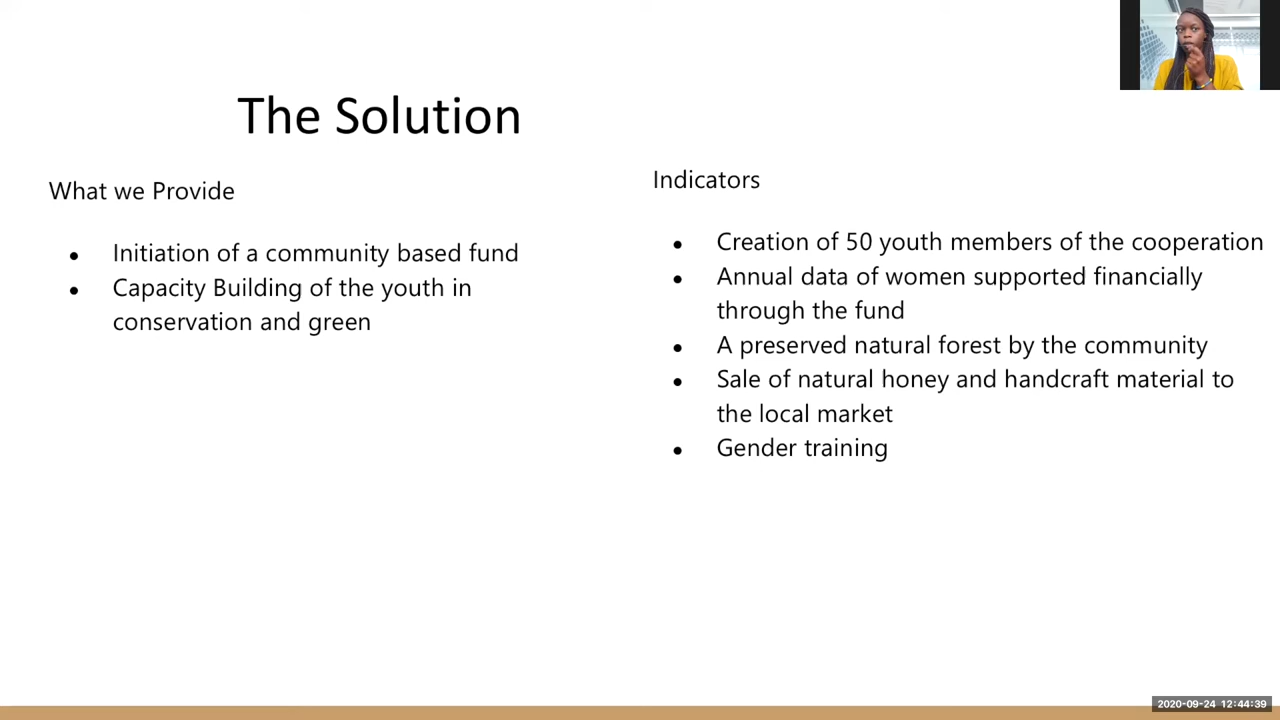 The Solution
What we Provide
● Initiation of a community based fund
● Capacity Building of the youth in
conservation and green
Indicators
● Creation of 50 youth members of the cooperation
● Annual data of women supported financially
through the fund
● A preserved natural forest by the community
● Sale of natural honey and handcraft material to
the local market
● Gender training
2020-09-24 12:44:39